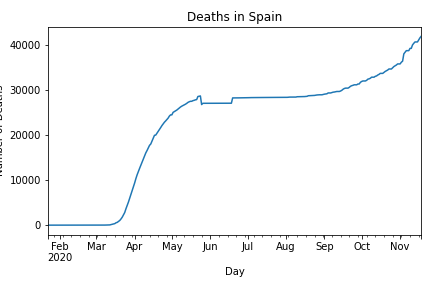 Deaths in Spain
Number of Deaths
40000
30000
20000
10000
0
Feb Mar Apr May Jun Jul Aug Sep Oct Nov
2020
Day